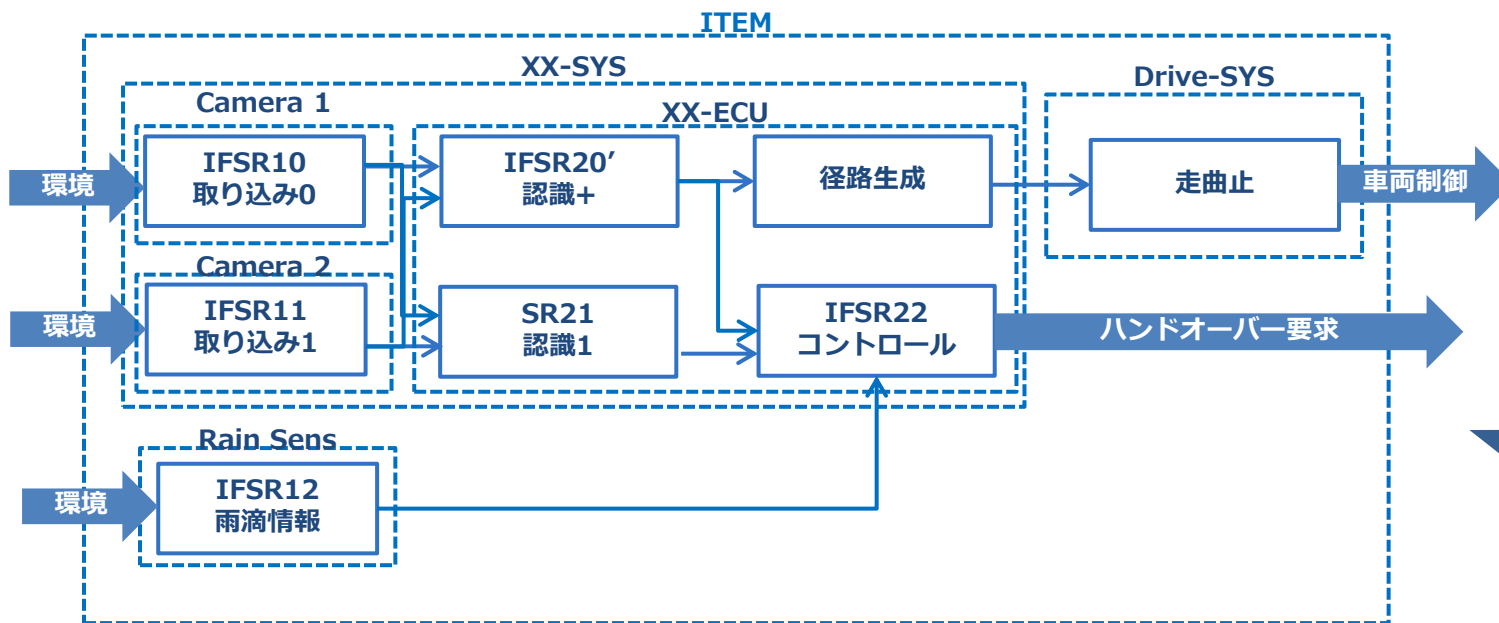 ITEM
XX-SYS
Drive-SYS
Camera 1
XX-ECU
環境
IFSR10
取り込み0
IFSR20’
認識+
径路生成
走曲止
車両制御
Camera 2
環境
IFSR11
取り込み1
SR21
認識1
IFSR22
コントロール
ハンドオーバー要求
Rain Sens
環境
IFSR12
雨滴情報